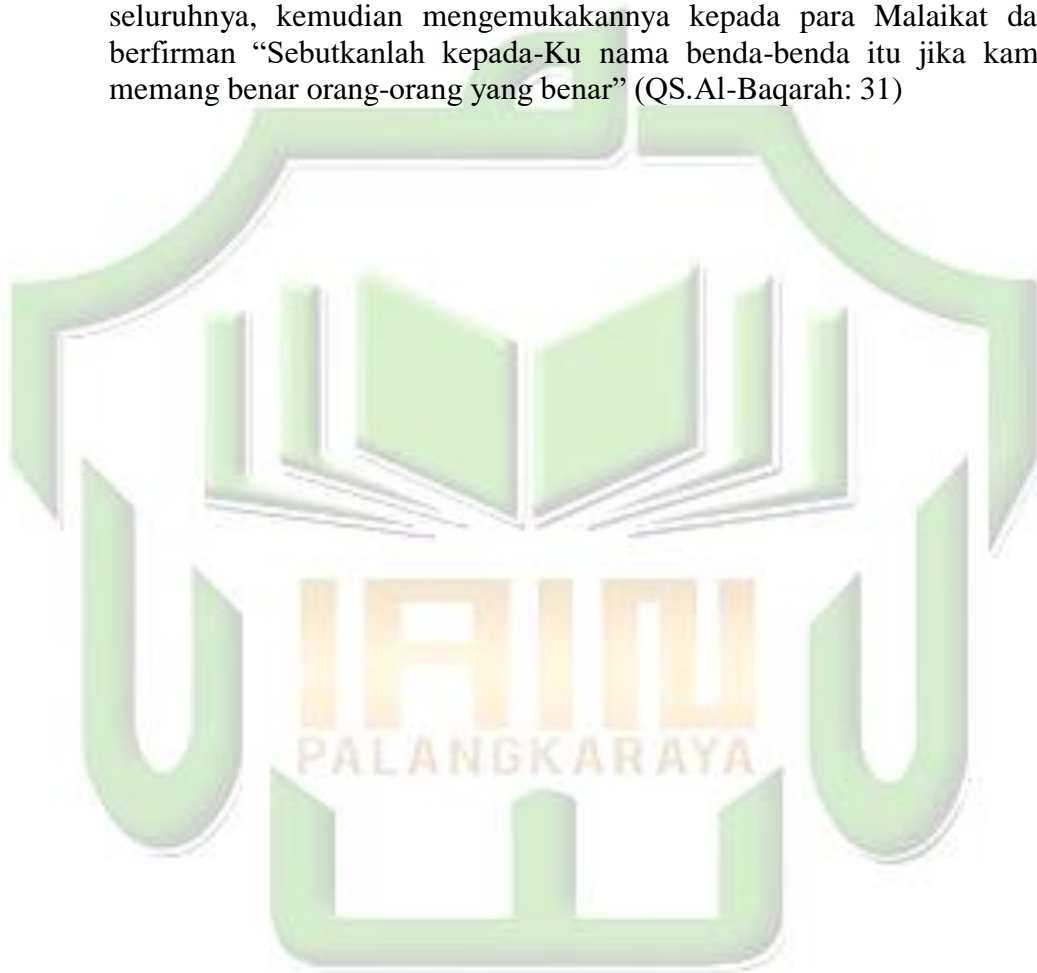 seluruhnya, kemudian mengemukakannya kepada para Malaikat da
berfirman “Sebutkanlah kepada-Ku nama benda-benda itu jika kam
memang benar orang-orang yang benar” (QS.Al-Baqarah: 31)
IAIN
PALANGKARAYA